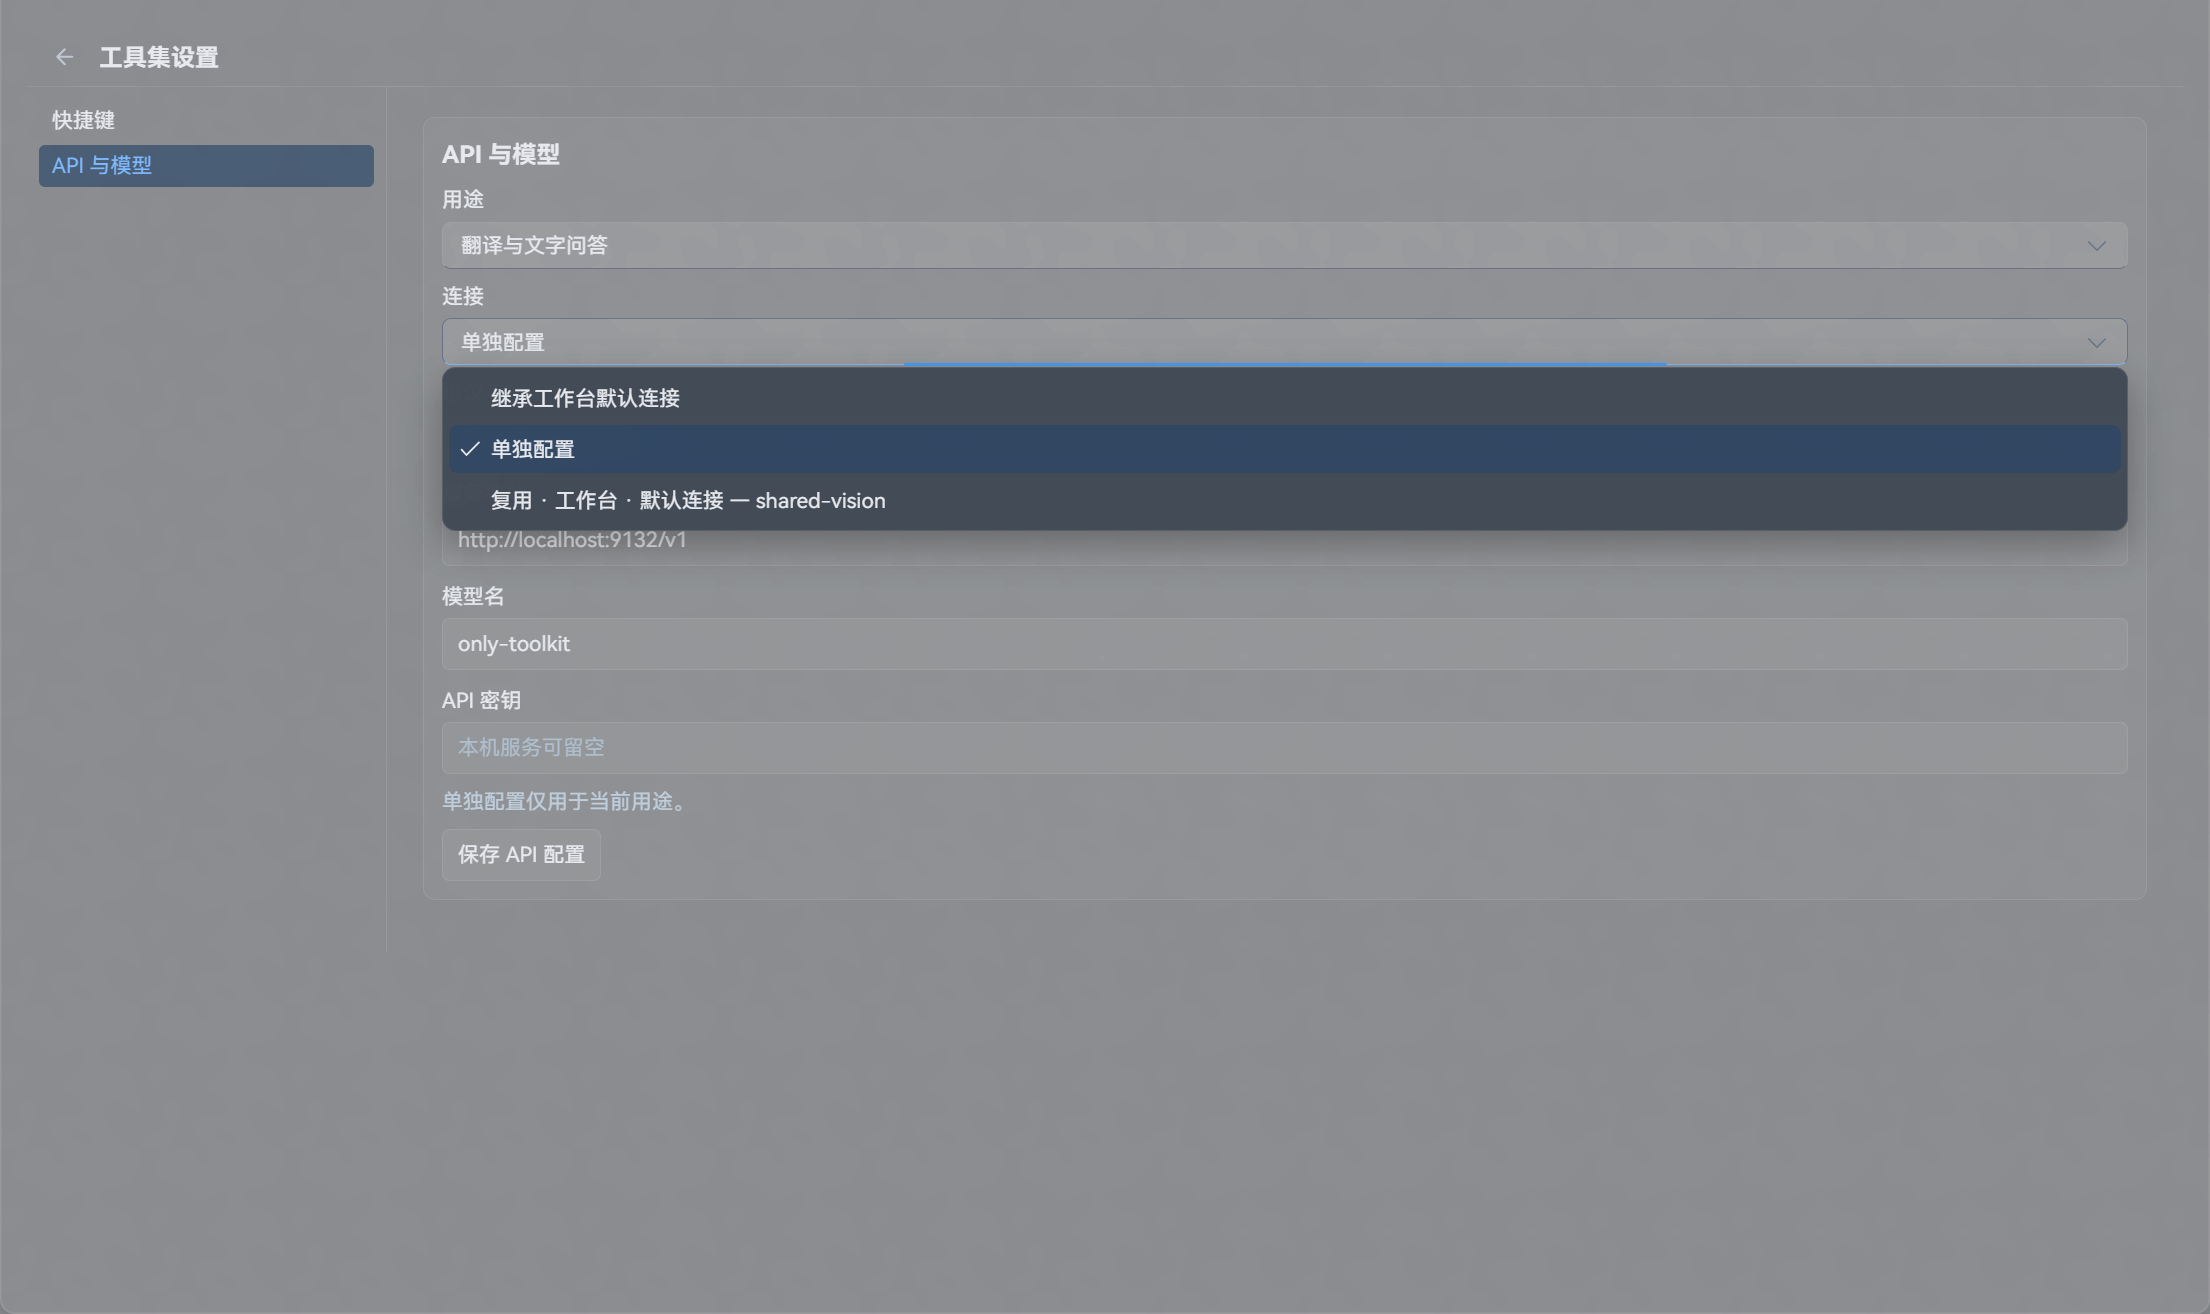 工具集设置
快捷键
API 与模型
API 与模型
用途
翻译与文字问答
连接
单独配置
继承工作台默认连接
单独配置
复用 · 工作台 · 默认连接 — shared-vision
http://localhost:9132/v1
模型名
only-toolkit
API 密钥
本机服务可留空
单独配置仅用于当前用途。
保存 API 配置